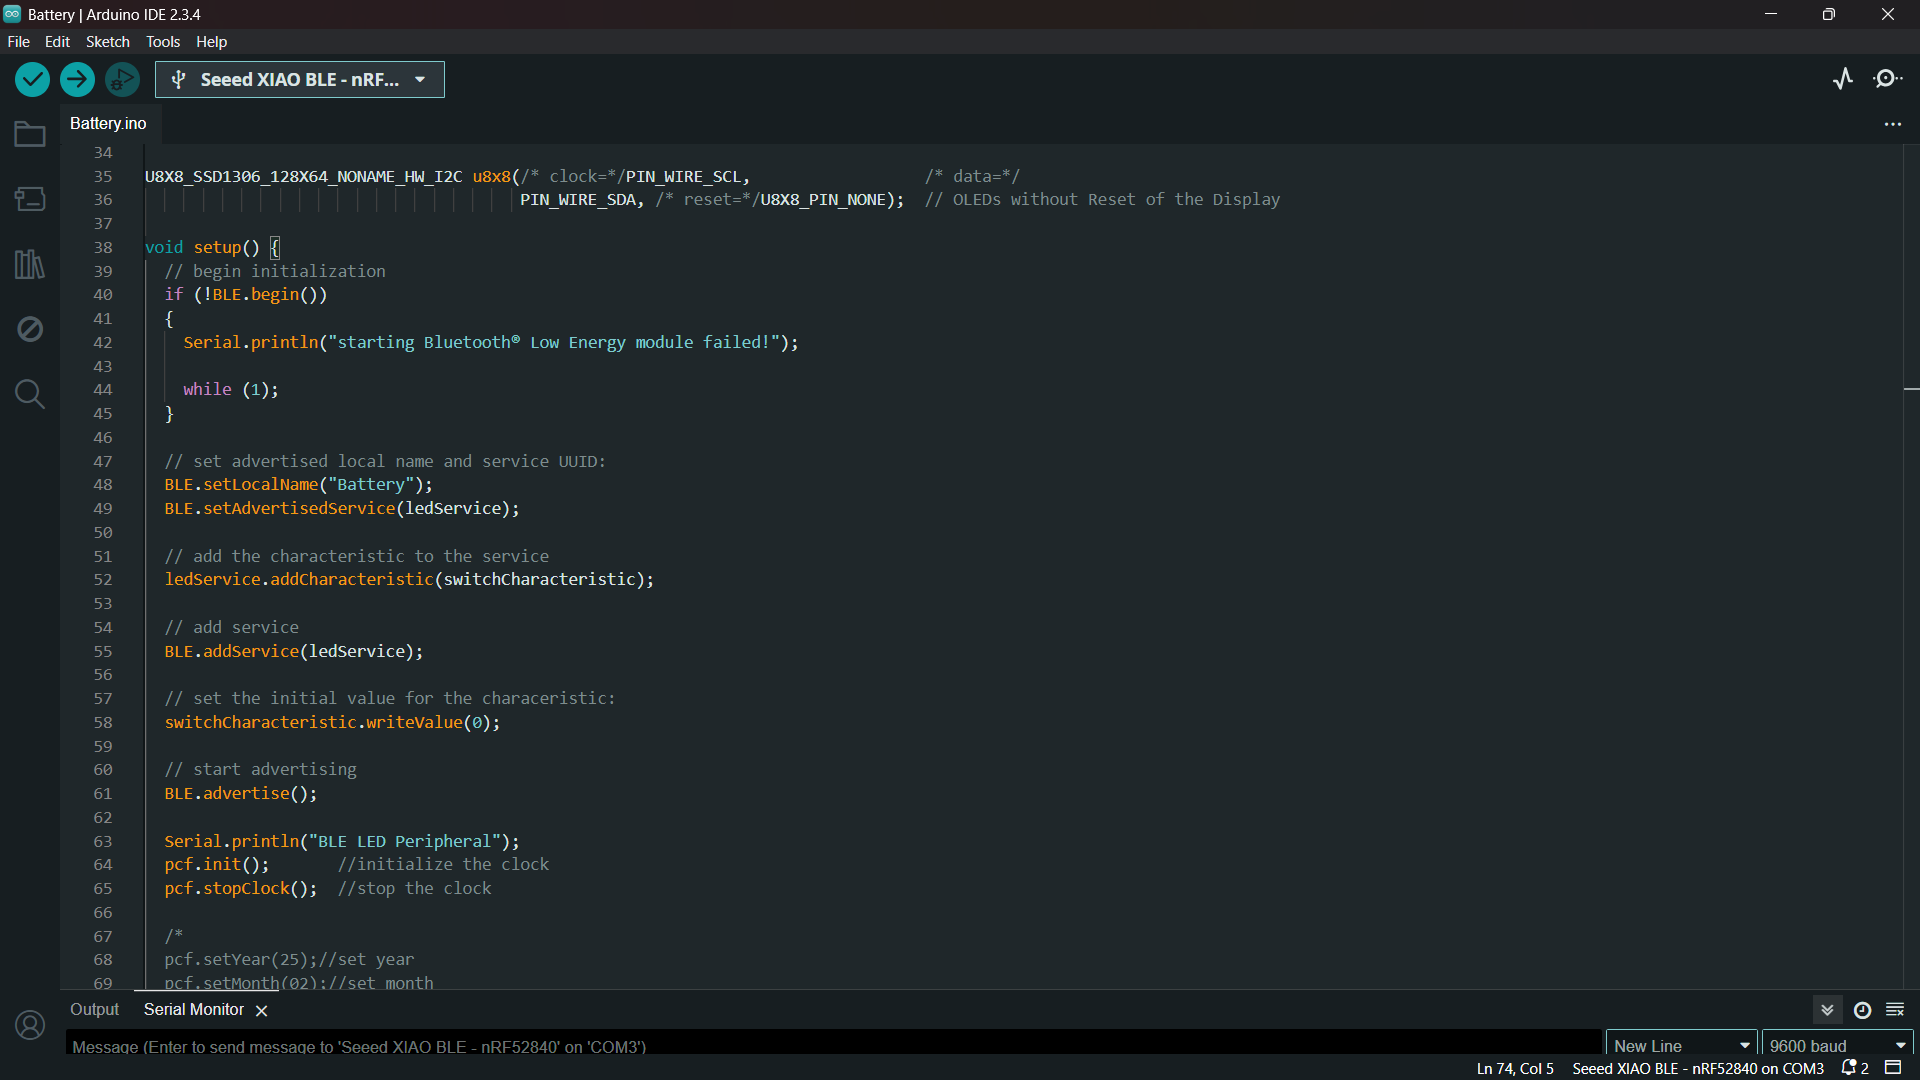 Battery | Arduino IDE 2.3.4
File Edit Sketch Tools Help
Seeed XIAO BLE - nRF...
Battery.ino
34
35 U8X8_SSD1306_128X64_NONAME_HW_I2C u8x8(/* clock=*/PIN_WIRE_SCL, /* data=*/
36 PIN_WIRE_SDA, /* reset=*/U8X8_PIN_NONE); // OLEDs without Reset of the Display
37
38 void setup() {
39 // begin initialization
40 if (!BLE.begin())
41 {
42 Serial.println("starting Bluetooth® Low Energy module failed!");
43
44 while (1);
45 }
46
47 // set advertised local name and service UUID:
48 BLE.setLocalName("Battery");
49 BLE.setAdvertisedService(ledService);
50
51 // add the characteristic to the service
52 ledService.addCharacteristic(switchCharacteristic);
53
54 // add service
55 BLE.addService(ledService);
56
57 // set the initial value for the characeristic:
58 switchCharacteristic.writeValue(0);
59
60 // start advertising
61 BLE.advertise();
62
63 Serial.println("BLE LED Peripheral");
64 pcf.init(); //initialize the clock
65 pcf.stopClock(); //stop the clock
66
67 /*
68 pcf.setYear(25);//set year
69 pcf.setMonth(02);//set month
Output Serial Monitor
Message (Enter to send message to 'Seeed XIAO BLE - nRF52840' on 'COM3') New Line 9600 baud
Ln 74, Col 5 Seeed XIAO BLE - nRF52840 on COM3 2